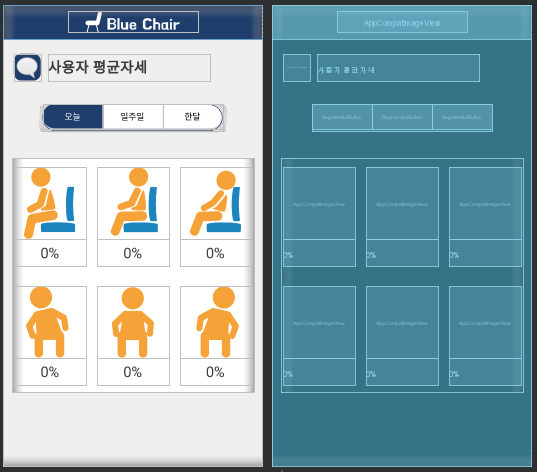 Blue Chair
사용자 평균자세
오늘 일주일 한달
0% 0% 0%
0% 0% 0%
AppCompatImageView
사용자 평균자세
SegmentedButton SegmentedButton SegmentedButton
AppCompatImageView AppCompatImageView AppCompatImageView
0% 0% 0%
AppCompatImageView AppCompatImageView AppCompatImageView
0% 0% 0%